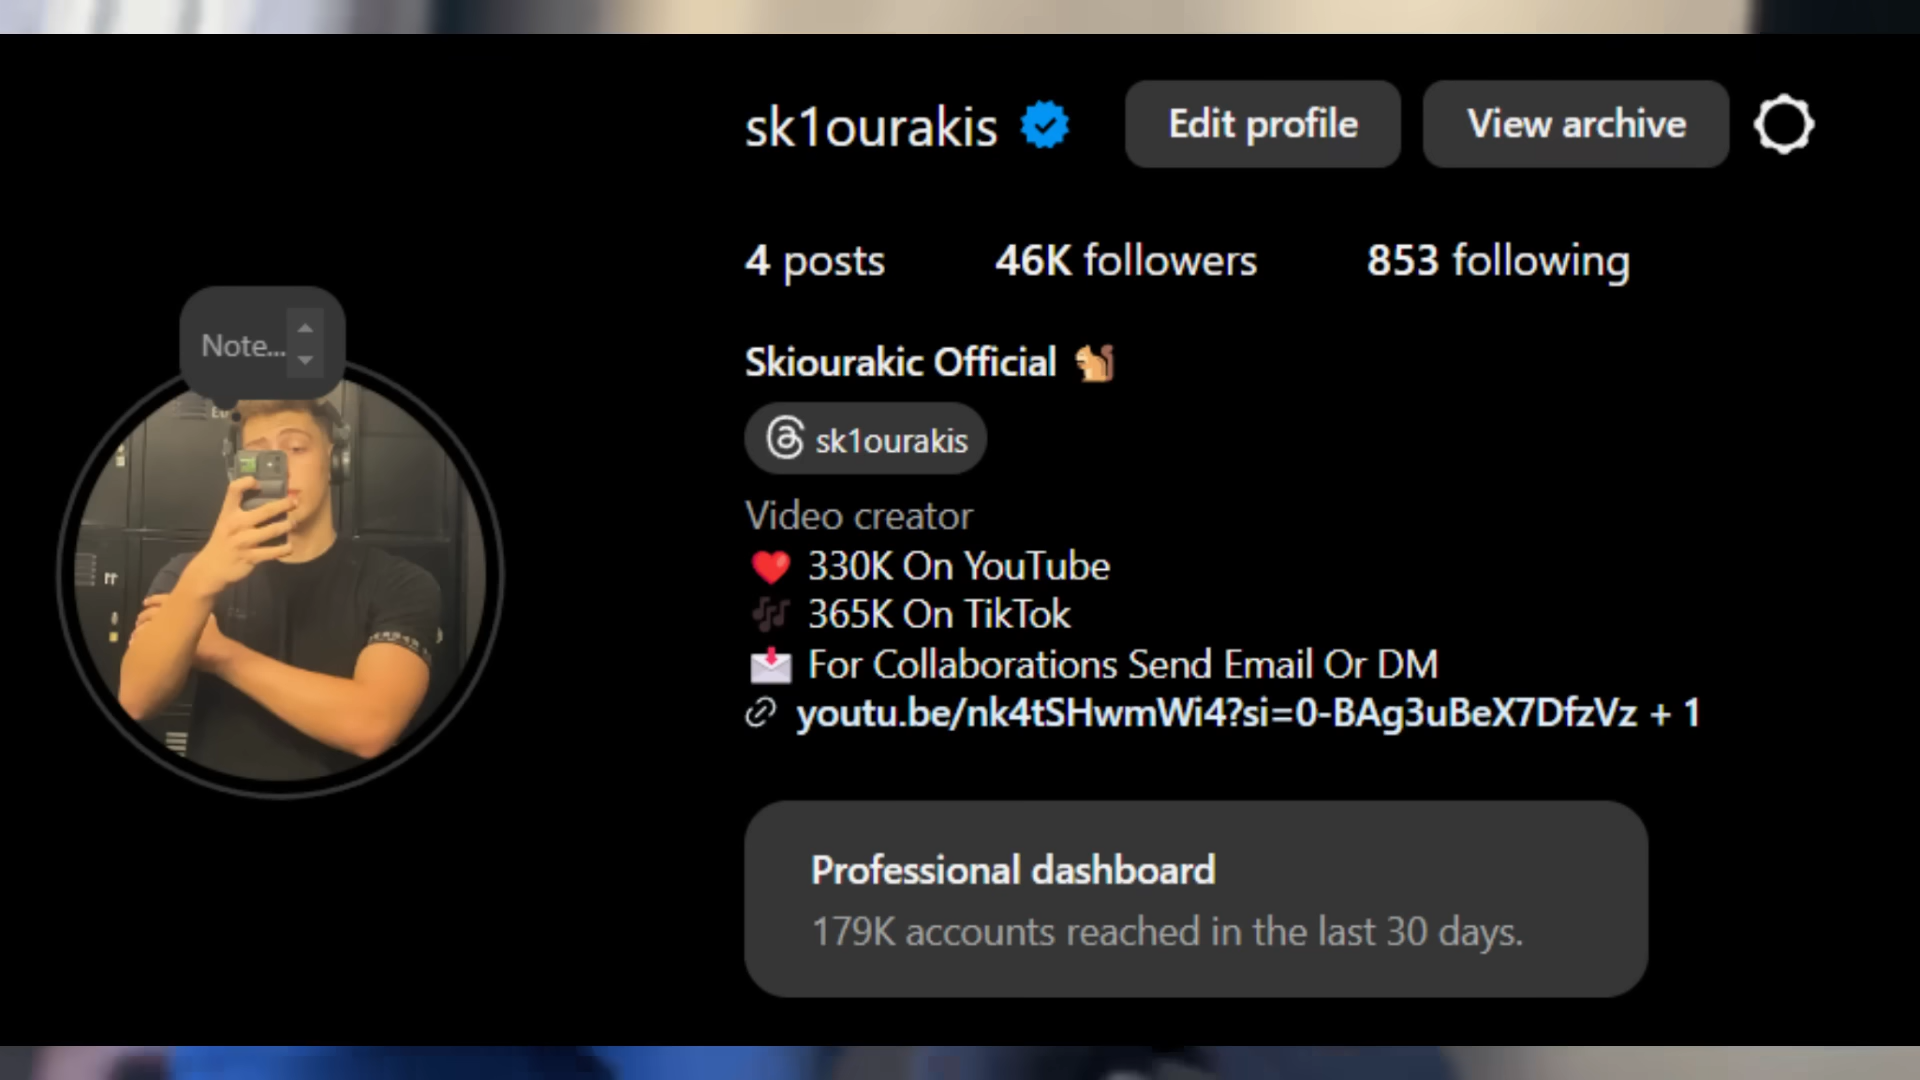 sk1ourakis Edit profile View archive
4 posts 46K followers 853 following
Note...
Skiourakic Official 🐿️
sk1ourakis
Video creator
❤️ 330K On YouTube
🎶 365K On TikTok
📩 For Collaborations Send Email Or DM
youtu.be/nk4tSHwmWi4?si=0-BAg3uBeX7DfzVz + 1
Professional dashboard
179K accounts reached in the last 30 days.